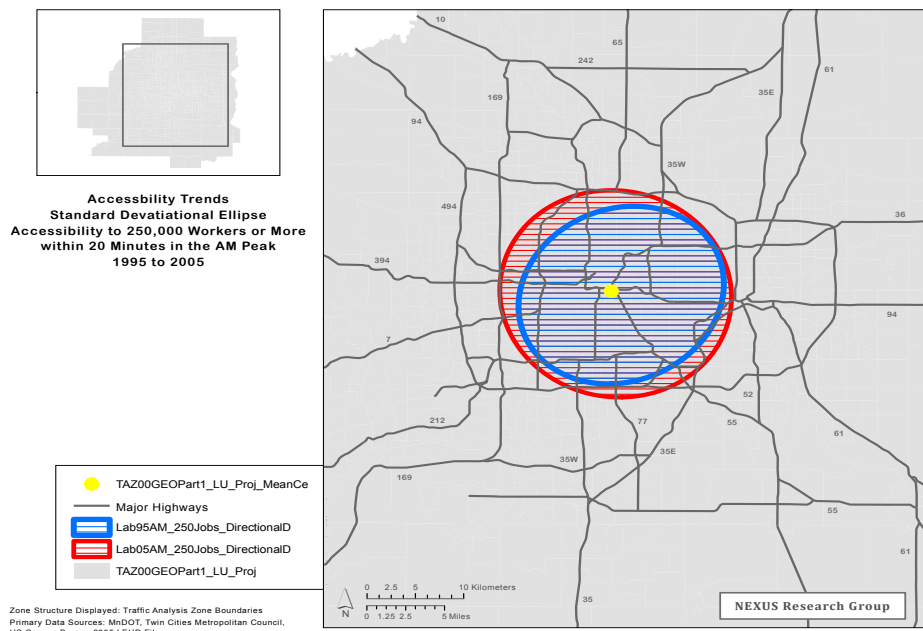 Accessbility Trends
Standard Devatiational Ellipse
Accessibility to 250,000 Workers or More
within 20 Minutes in the AM Peak
1995 to 2005
10
65
61
242
35E
169
94
35W
494
36
394
94
7
52
212
77
55
61
35W
35E
169
55
61
35
TAZ00GEOPart1_LU_Proj_MeanCe
Major Highways
Lab95AM_250Jobs_DirectionalD
Lab05AM_250Jobs_DirectionalD
TAZ00GEOPart1_LU_Proj
N
0 2.5 5 10 Kilometers
0 1.25 2.5 5 Miles
NEXUS Research Group
Zone Structure Displayed: Traffic Analysis Zone Boundaries
Primary Data Sources: MnDOT, Twin Cities Metropolitan Council,